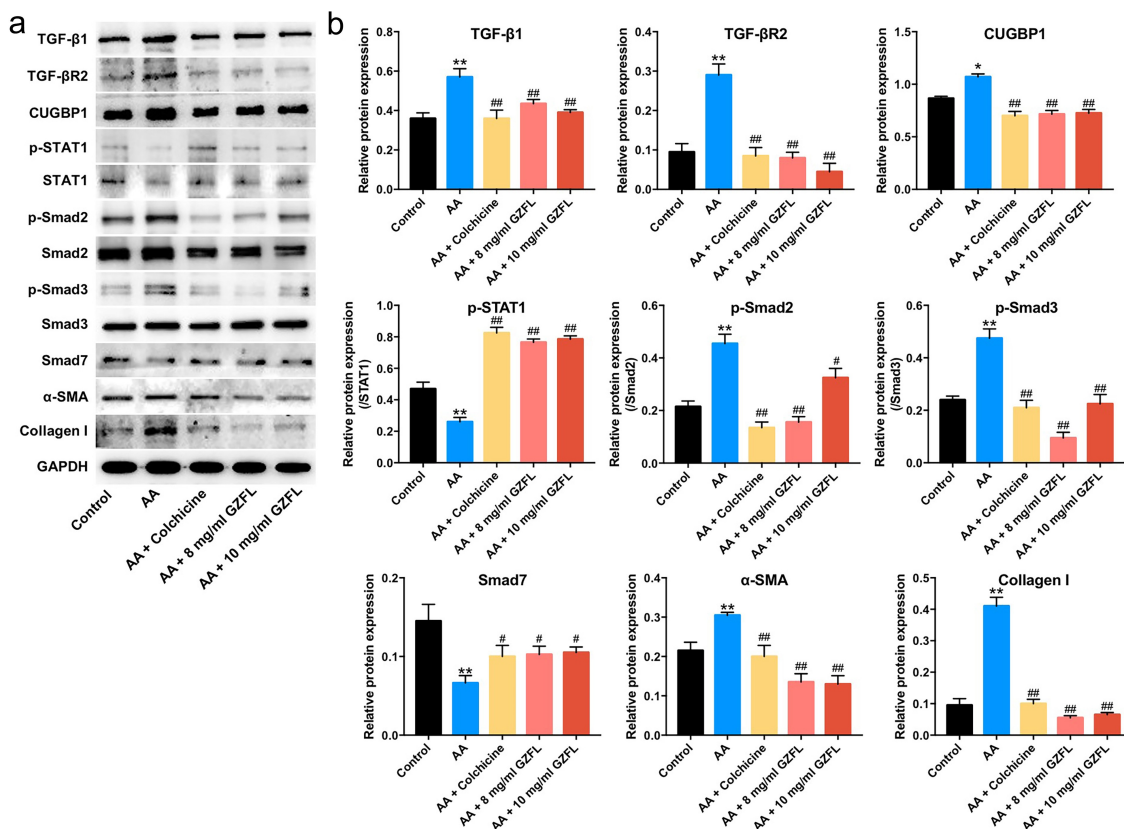 a
TGF-β1
TGF-βR2
CUGBP1
p-STAT1
STAT1
p-Smad2
Smad2
p-Smad3
Smad3
Smad7
α-SMA
Collagen I
GAPDH
Control
AA
AA + Colchicine
AA + 8 mg/ml GZFL
AA + 10 mg/ml GZFL
b
TGF-β1
Relative protein expression
0.8
0.6
0.4
0.2
0.0
**
##
##
##
Control
AA
AA + Colchicine
AA + 8 mg/ml GZFL
AA + 10 mg/ml GZFL
TGF-βR2
Relative protein expression
0.4
0.3
0.2
0.1
0.0
**
##
##
##
Control
AA
AA + Colchicine
AA + 8 mg/ml GZFL
AA + 10 mg/ml GZFL
CUGBP1
Relative protein expression
1.5
1.0
0.5
0.0
*
##
##
##
Control
AA
AA + Colchicine
AA + 8 mg/ml GZFL
AA + 10 mg/ml GZFL
p-STAT1
Relative protein expression
(/STAT1)
1.0
0.8
0.6
0.4
0.2
0.0
**
##
##
##
Control
AA
AA + Colchicine
AA + 8 mg/ml GZFL
AA + 10 mg/ml GZFL
p-Smad2
Relative protein expression
(/Smad2)
0.6
0.4
0.2
0.0
**
##
##
#
Control
AA
AA + Colchicine
AA + 8 mg/ml GZFL
AA + 10 mg/ml GZFL
p-Smad3
Relative protein expression
(/Smad3)
0.6
0.4
0.2
0.0
**
##
##
##
Control
AA
AA + Colchicine
AA + 8 mg/ml GZFL
AA + 10 mg/ml GZFL
Smad7
Relative protein expression
0.2
0.1
0.0
**
#
#
#
Control
AA
AA + Colchicine
AA + 8 mg/ml GZFL
AA + 10 mg/ml GZFL
α-SMA
Relative protein expression
0.4
0.3
0.2
0.1
0.0
**
##
##
##
Control
AA
AA + Colchicine
AA + 8 mg/ml GZFL
AA + 10 mg/ml GZFL
Collagen I
Relative protein expression
0.5
0.4
0.3
0.2
0.1
0.0
**
##
##
##
Control
AA
AA + Colchicine
AA + 8 mg/ml GZFL
AA + 10 mg/ml GZFL